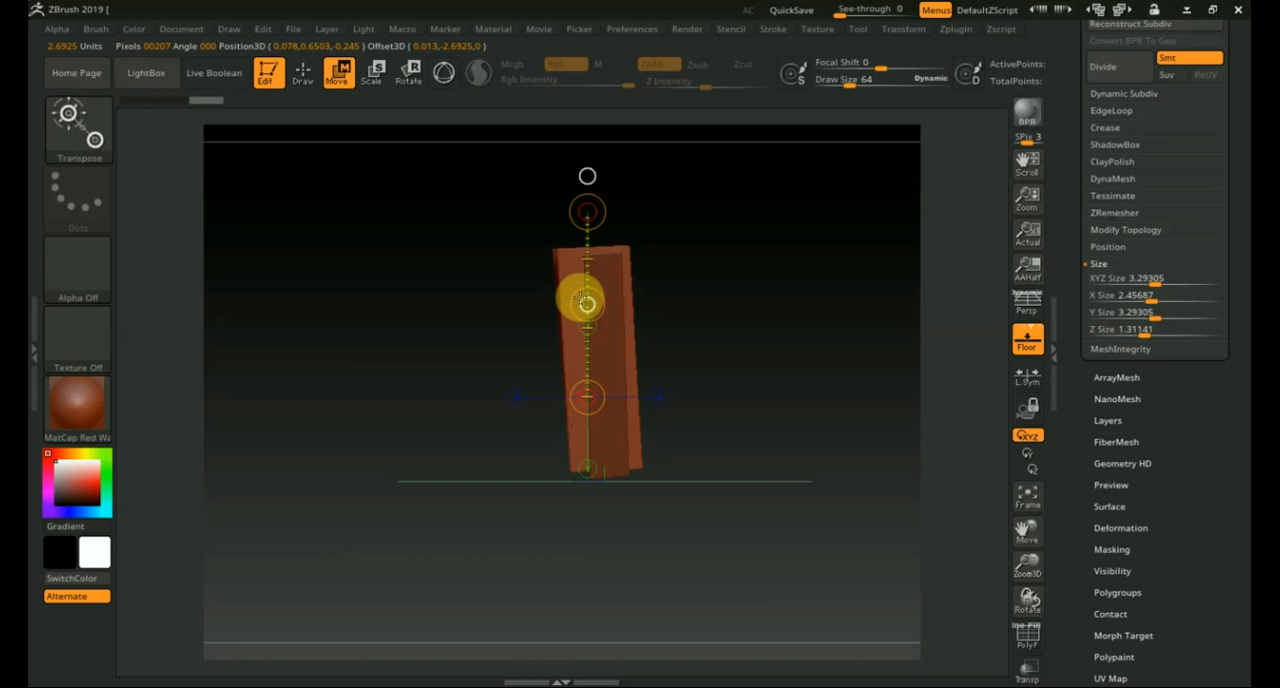 ZBrush 2019 [
AC QuickSave See-through 0 Menus DefaultZScript
Alpha Brush Color Document Draw Edit File Layer Light Macro Marker Material Movie Picker Preferences Render Stencil Stroke Texture Tool Transform Zplugin Zscript
2.6925 Units Pixols 00207 Angle 000 Position3D ( 0.078,0.6503,-0.245 ) Offset3D ( 0.013,-2.6925,0 )
Home Page LightBox Live Boolean Edit Draw Move Scale Rotate
Mrgb Rgb M Zadd Zsub Zcut
Rgb Intensity Z Intensity
Focal Shift 0
Draw Size 64 Dynamic
ActivePoints:
TotalPoints:
S
D
Transpose
Dots
Alpha Off
Texture Off
MatCap Red Wa
Gradient
SwitchColor
Alternate
BPR
SPix 3
Scroll
Zoom
Actual
AAHalf
Dynamic
Persp
Floor
L.Sym
XYZ
Frame
Move
Zoom3D
Rotate
PolyF
Transp
Reconstruct Subdiv
Convert BPR To Geo
Divide
Smt
Suv ReUV
Dynamic Subdiv
EdgeLoop
Crease
ShadowBox
ClayPolish
DynaMesh
Tessimate
ZRemesher
Modify Topology
Position
Size
XYZ Size 3.29305
X Size 2.45687
Y Size 3.29305
Z Size 1.31141
MeshIntegrity
ArrayMesh
NanoMesh
Layers
FiberMesh
Geometry HD
Preview
Surface
Deformation
Masking
Visibility
Polygroups
Contact
Morph Target
Polypaint
UV Map